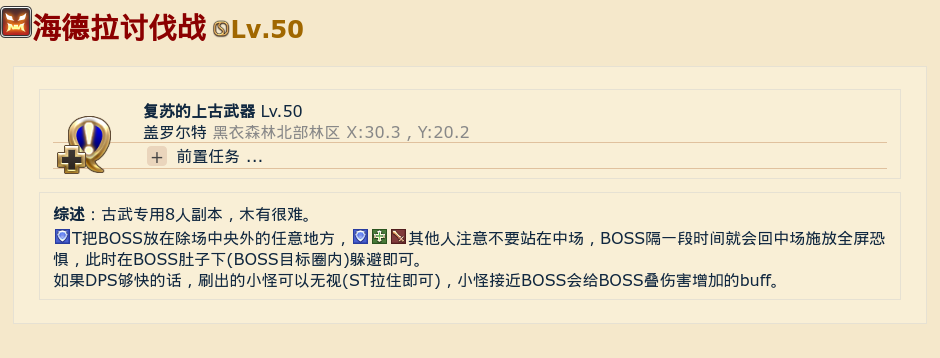 海德拉讨伐战 Lv.50
复苏的上古武器 Lv.50
盖罗尔特 黑衣森林北部林区 X:30.3 , Y:20.2
+ 前置任务 ...
综述：古武专用8人副本，木有很难。
T把BOSS放在除场中央外的任意地方，其他人注意不要站在中场，BOSS隔一段时间就会回中场施放全屏恐
惧，此时在BOSS肚子下(BOSS目标圈内)躲避即可。
如果DPS够快的话，刷出的小怪可以无视(ST拉住即可)，小怪接近BOSS会给BOSS叠伤害增加的buff。